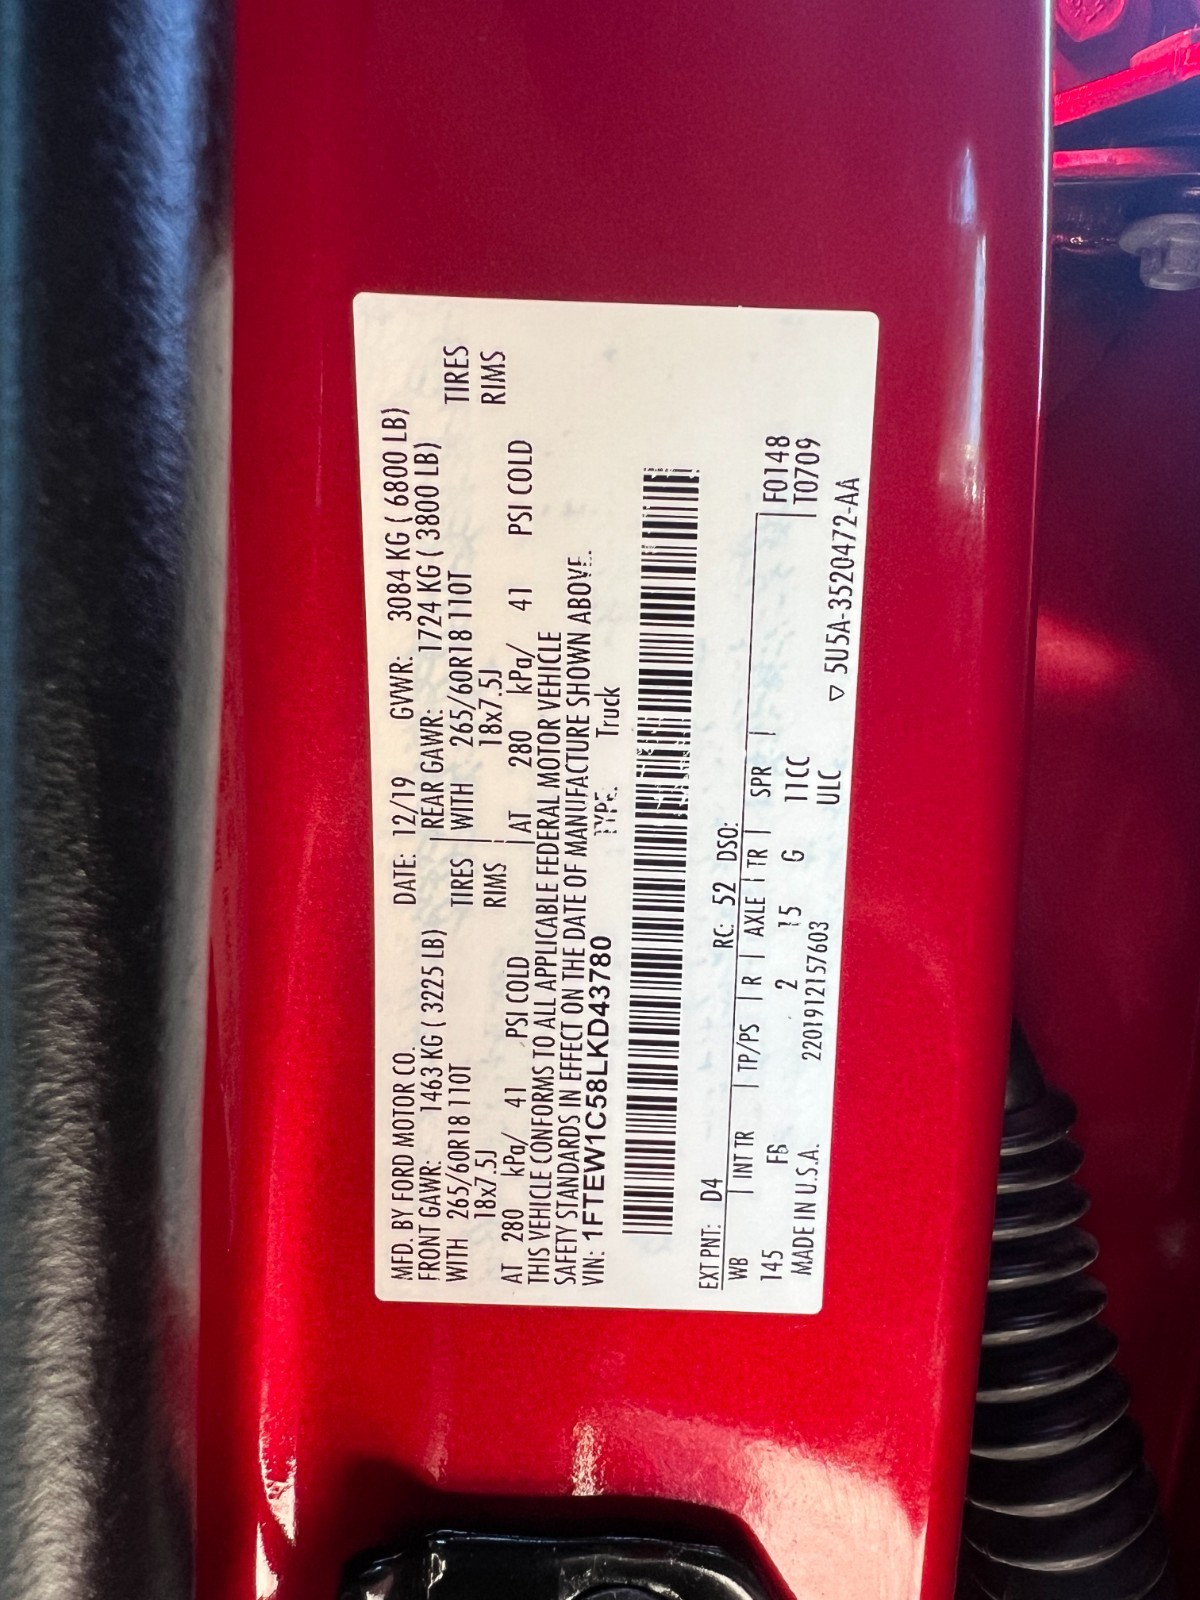 MFD. BY FORD MOTOR CO. DATE: 12/19 GVWR: 3084 KG ( 6800 LB)
FRONT GAWR: 1463 KG ( 3225 LB) REAR GAWR: 1724 KG ( 3800 LB)
WITH 265/60R18 110T TIRES WITH 265/60R18 110T TIRES
18x7.5J RIMS 18x7.5J RIMS
AT 280 kPa/ 41 PSI COLD AT 280 kPa/ 41 PSI COLD
THIS VEHICLE CONFORMS TO ALL APPLICABLE FEDERAL MOTOR VEHICLE
SAFETY STANDARDS IN EFFECT ON THE DATE OF MANUFACTURE SHOWN ABOVE.
VIN: 1FTEW1C58LKD43780 TYPE: Truck
EXT PNT: D4 RC: 52 DSO:
WB INT TR TP/PS R AXLE TR SPR F0148
145 FB 2 15 G 11CC T0709
MADE IN U.S.A. 2201912157603 ULC ▽ 5U5A-3520472-AA